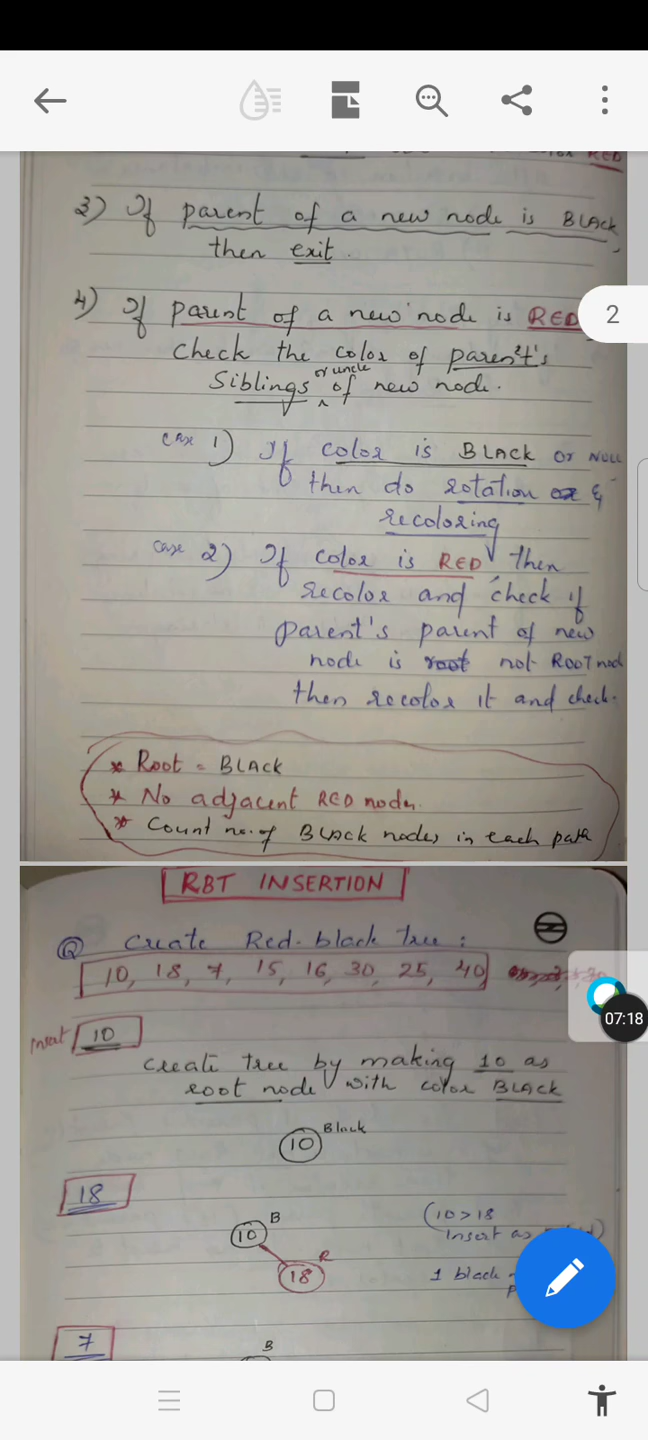 3) If parent of a new node is BLACK,
then exit.
4) If parent of a new node is RED
check the color of parent's
or uncle
Siblings ^ of new node.
case 1) If color is BLACK or NULL
then do rotation &
recoloring
case 2) If color is RED then
recolor and check if
parent's parent of new
node is not ROOT node
then recolor it and check.
* Root = BLACK
* No adjacent RED nodes.
* Count no. of BLACK nodes in each path
2
RBT INSERTION
Q Create Red-black tree:
10, 18, 7, 15, 16, 30, 25, 40
07:18
Insert 10
create tree by making 10 as
root node with color BLACK
Black
10
18
B
10
R
18
(10>18
insert as
1 black
7
B